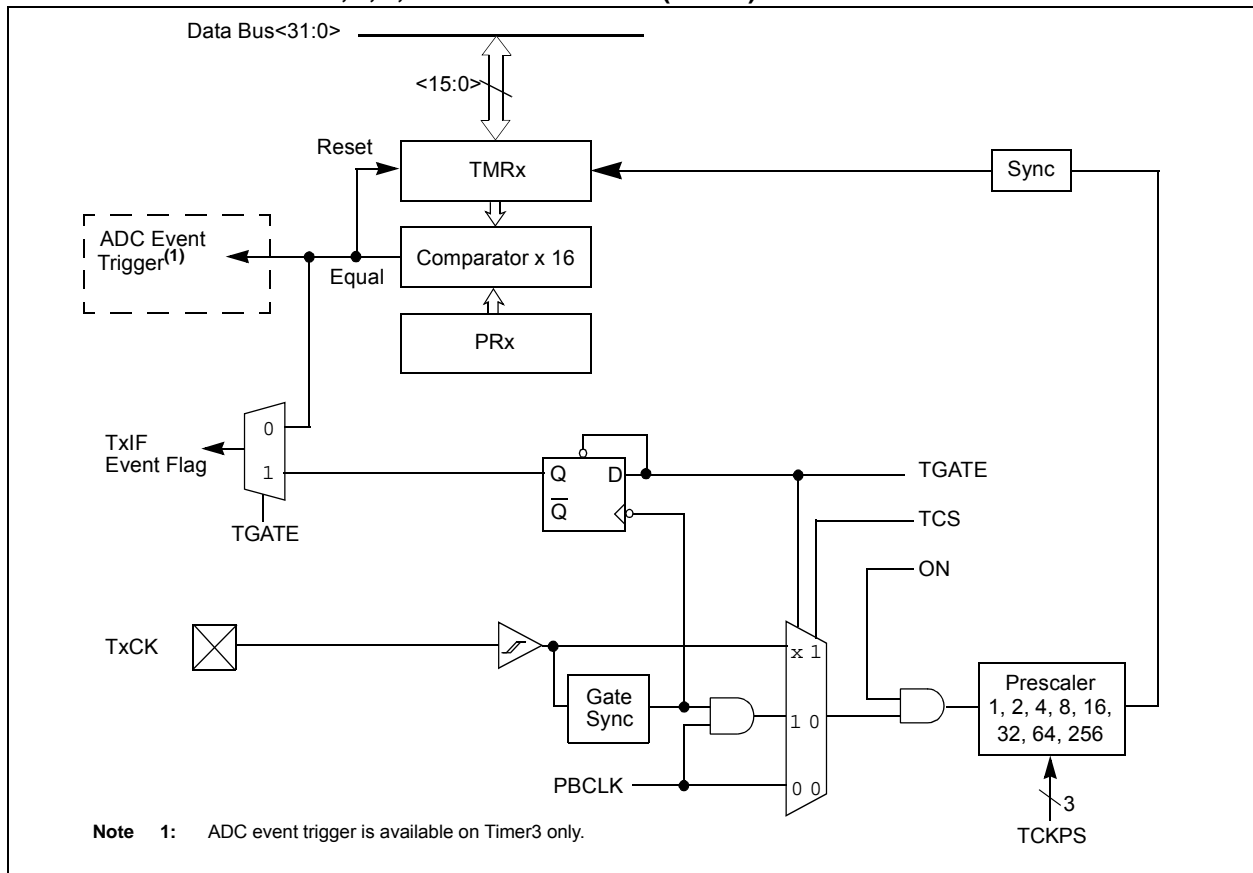 Data Bus<31:0>
<15:0>
Reset
TMRx
Sync
ADC Event
Trigger(1)
Equal
Comparator x 16
PRx
TxIF
Event Flag
0
1
TGATE
Q
D
Q
TGATE
TCS
ON
TxCK
x 1
Gate
Sync
1 0
PBCLK
0 0
Prescaler
1, 2, 4, 8, 16,
32, 64, 256
3
TCKPS
Note 1: ADC event trigger is available on Timer3 only.